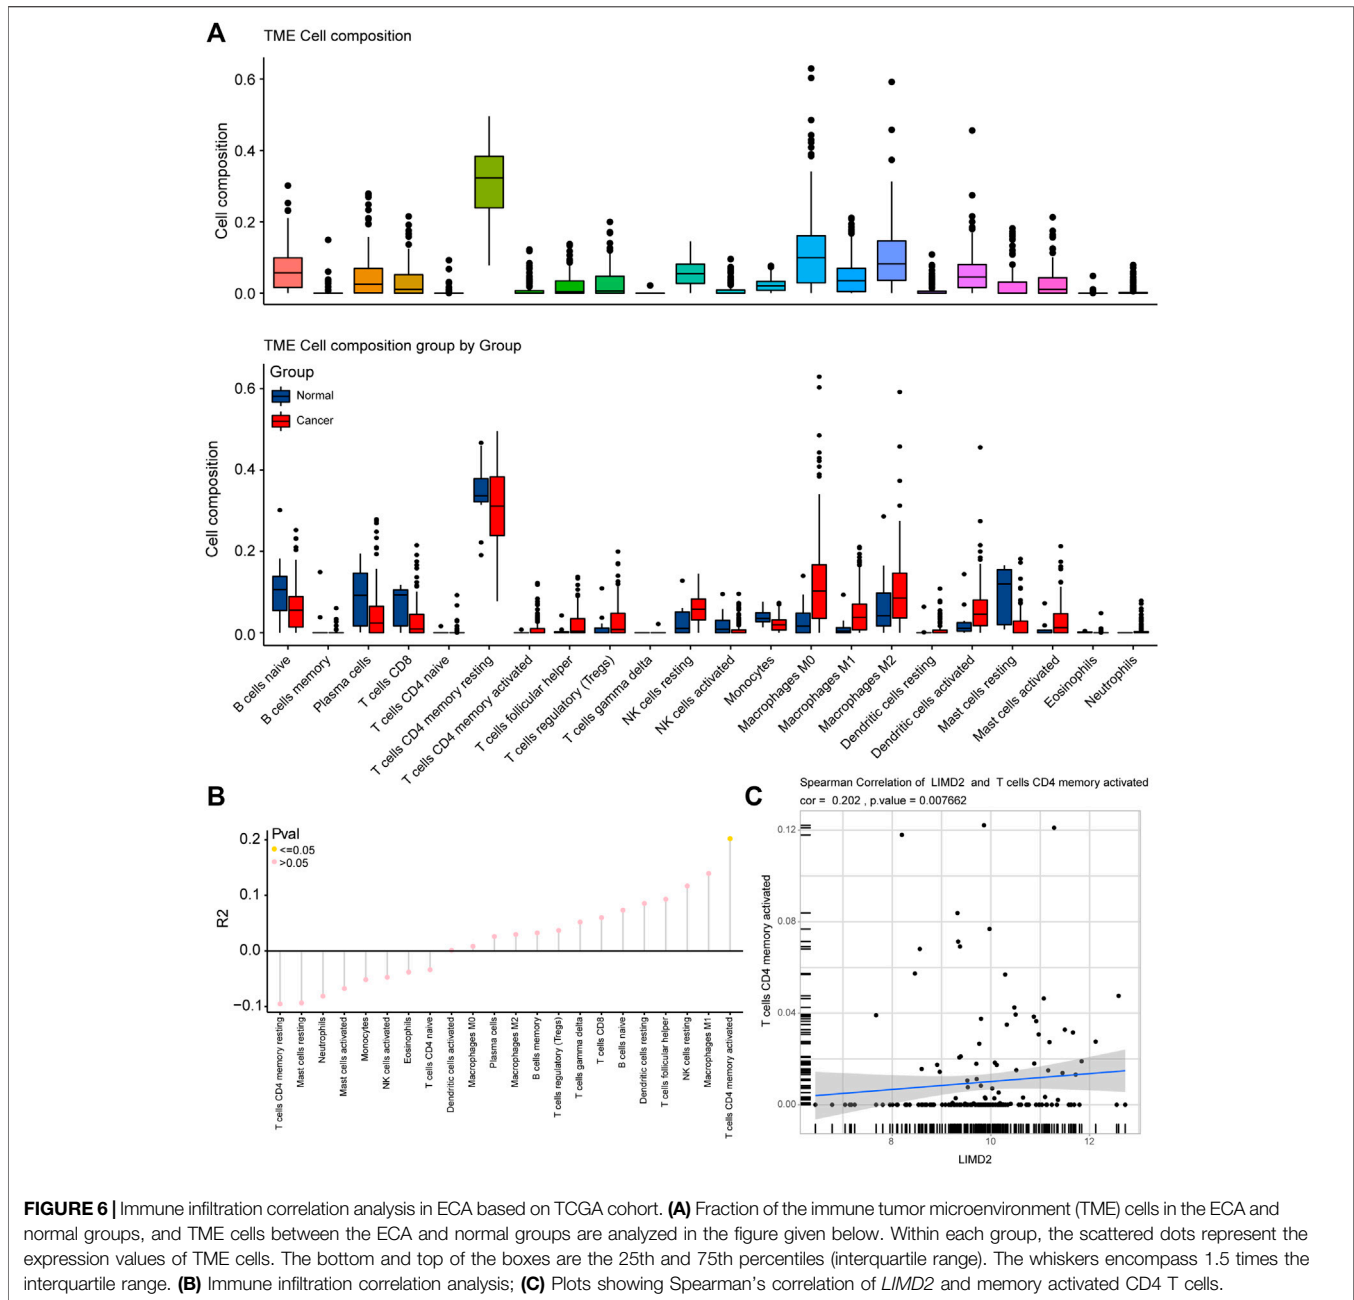 A
TME Cell composition
Cell composition
0.6
0.4
0.2
0.0
TME Cell composition group by Group
Group
Normal
Cancer
Cell composition
0.6
0.4
0.2
0.0
B cells naive
B cells memory
Plasma cells
T cells CD8
T cells CD4 naive
T cells CD4 memory resting
T cells CD4 memory activated
T cells follicular helper
T cells regulatory (Tregs)
T cells gamma delta
NK cells resting
NK cells activated
Monocytes
Macrophages M0
Macrophages M1
Macrophages M2
Dendritic cells resting
Dendritic cells activated
Mast cells resting
Mast cells activated
Eosinophils
Neutrophils
B
Pval
<=0.05
>0.05
R2
0.2
0.1
0.0
−0.1
T cells CD4 memory resting
Mast cells resting
Neutrophils
Mast cells activated
Monocytes
NK cells activated
Eosinophils
T cells CD4 naive
Dendritic cells activated
Macrophages M0
Plasma cells
Macrophages M2
B cells memory
T cells regulatory (Tregs)
T cells gamma delta
T cells CD8
B cells naive
Dendritic cells resting
T cells follicular helper
NK cells resting
Macrophages M1
T cells CD4 memory activated
C
Spearman Correlation of LIMD2 and T cells CD4 memory activated
cor = 0.202 , p.value = 0.007662
T cells CD4 memory activated
0.12
0.08
0.04
0.00
8
10
12
LIMD2
FIGURE 6 | Immune infiltration correlation analysis in ECA based on TCGA cohort. (A) Fraction of the immune tumor microenvironment (TME) cells in the ECA and
normal groups, and TME cells between the ECA and normal groups are analyzed in the figure given below. Within each group, the scattered dots represent the
expression values of TME cells. The bottom and top of the boxes are the 25th and 75th percentiles (interquartile range). The whiskers encompass 1.5 times the
interquartile range. (B) Immune infiltration correlation analysis; (C) Plots showing Spearman's correlation of LIMD2 and memory activated CD4 T cells.